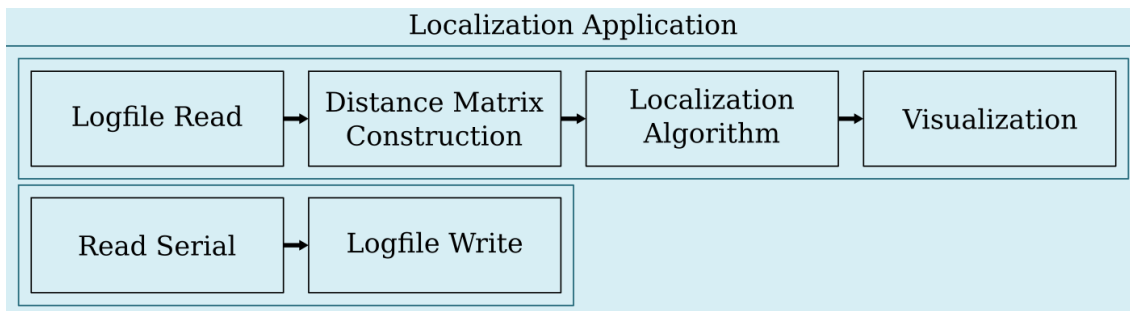 Localization Application
Logfile Read
Distance Matrix
Construction
Localization
Algorithm
Visualization
Read Serial
Logfile Write